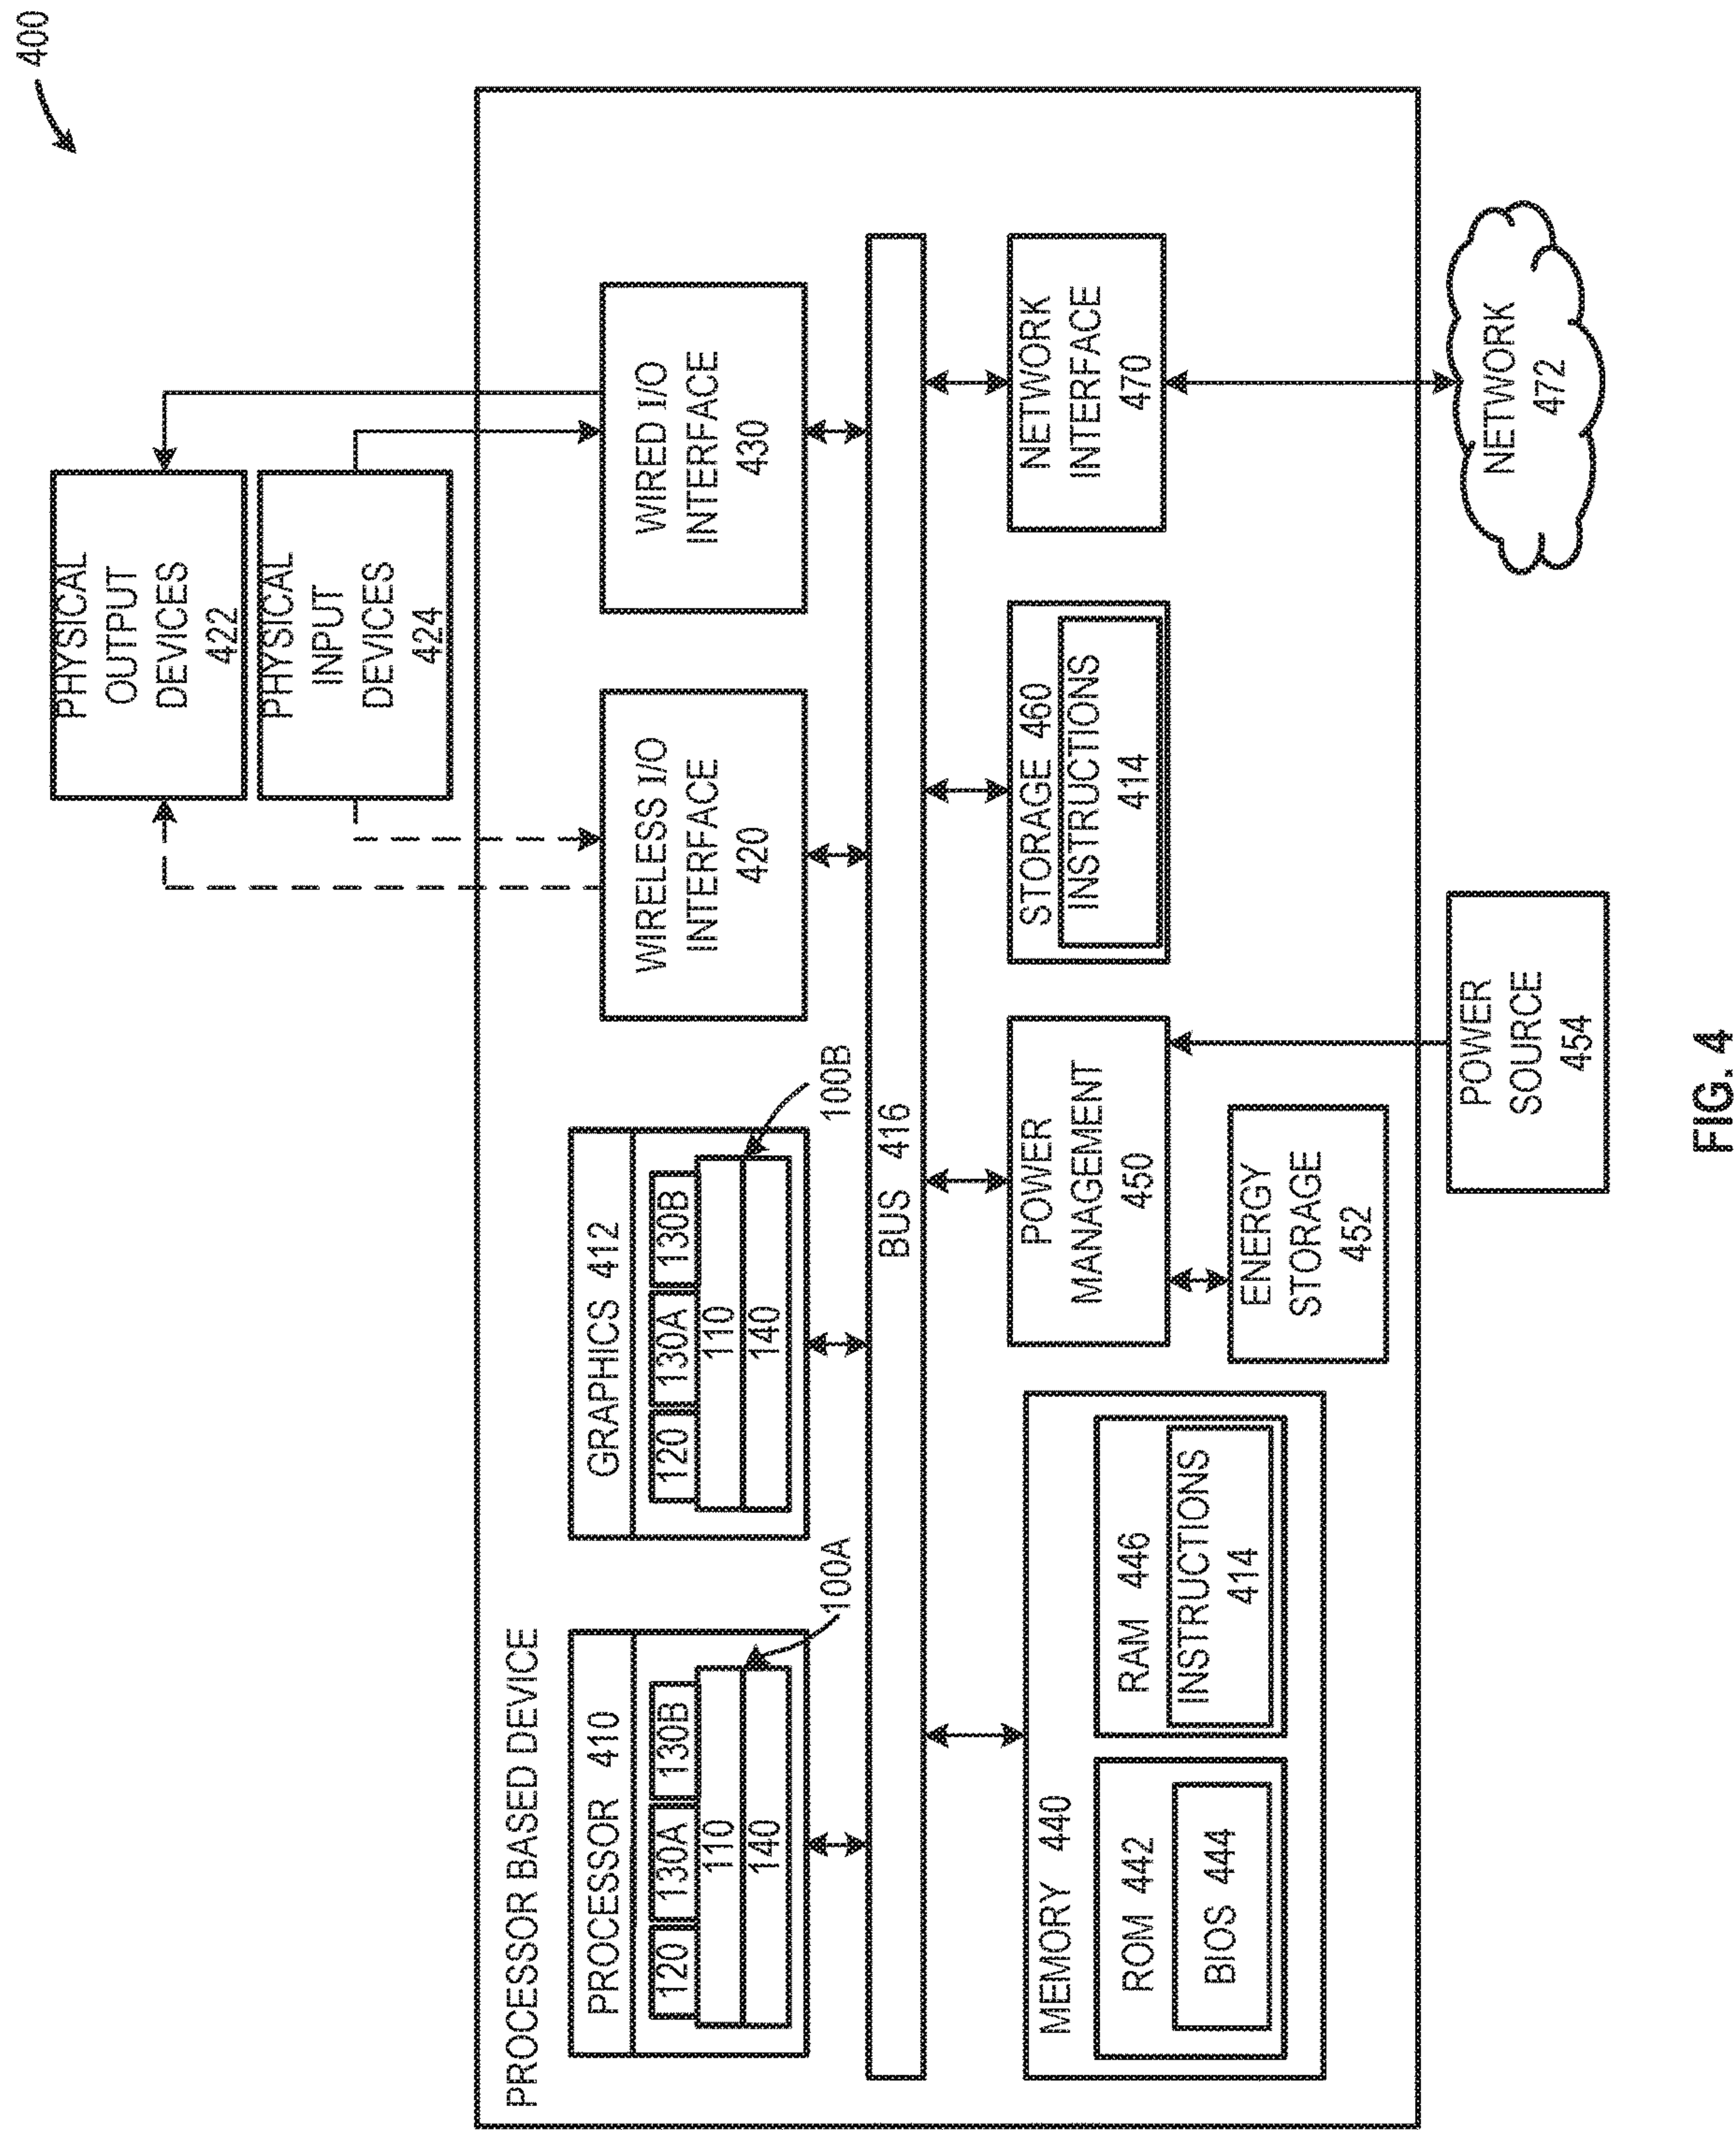 400
PHYSICAL
OUTPUT
DEVICES
422
PHYSICAL
INPUT
DEVICES
424
PROCESSOR BASED DEVICE
PROCESSOR 410
120
130A
130B
110
140
100A
GRAPHICS 412
120
130A
130B
110
140
100B
WIRELESS I/O
INTERFACE
420
WIRED I/O
INTERFACE
430
BUS 416
MEMORY 440
ROM 442
BIOS 444
RAM 446
INSTRUCTIONS
414
POWER
MANAGEMENT
450
ENERGY
STORAGE
452
STORAGE 460
INSTRUCTIONS
414
NETWORK
INTERFACE
470
POWER
SOURCE
454
NETWORK
472
FIG. 4